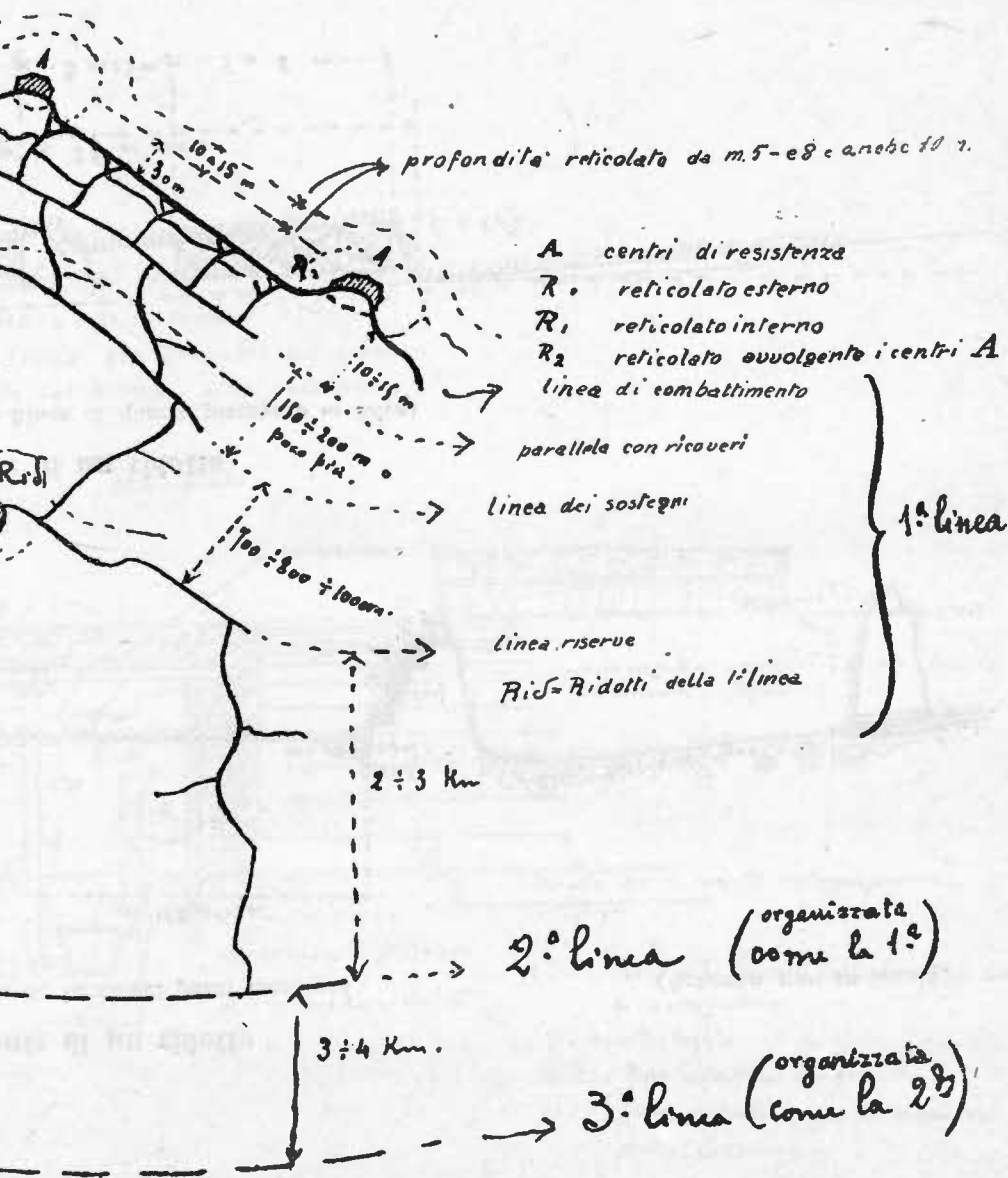 A
10÷15 m
30 m
profondità reticolato da m. 5-e 8 e anche 10
R2
A
A centri di resistenza
R. reticolato esterno
R1 reticolato interno
R2 reticolato avvolgente i centri A
linea di combattimento
10÷15 m
150÷200 m o
poco più.
parallela con ricoveri
Rid
linea dei sostegni
1ª linea
700÷800÷1000m.
linea riserve
Rid=Ridotti della 1ª linea
2÷3 Km
2ª linea (organizzata
come la 1ª)
3÷4 Km.
3ª linea (organizzata
come la 2ª)